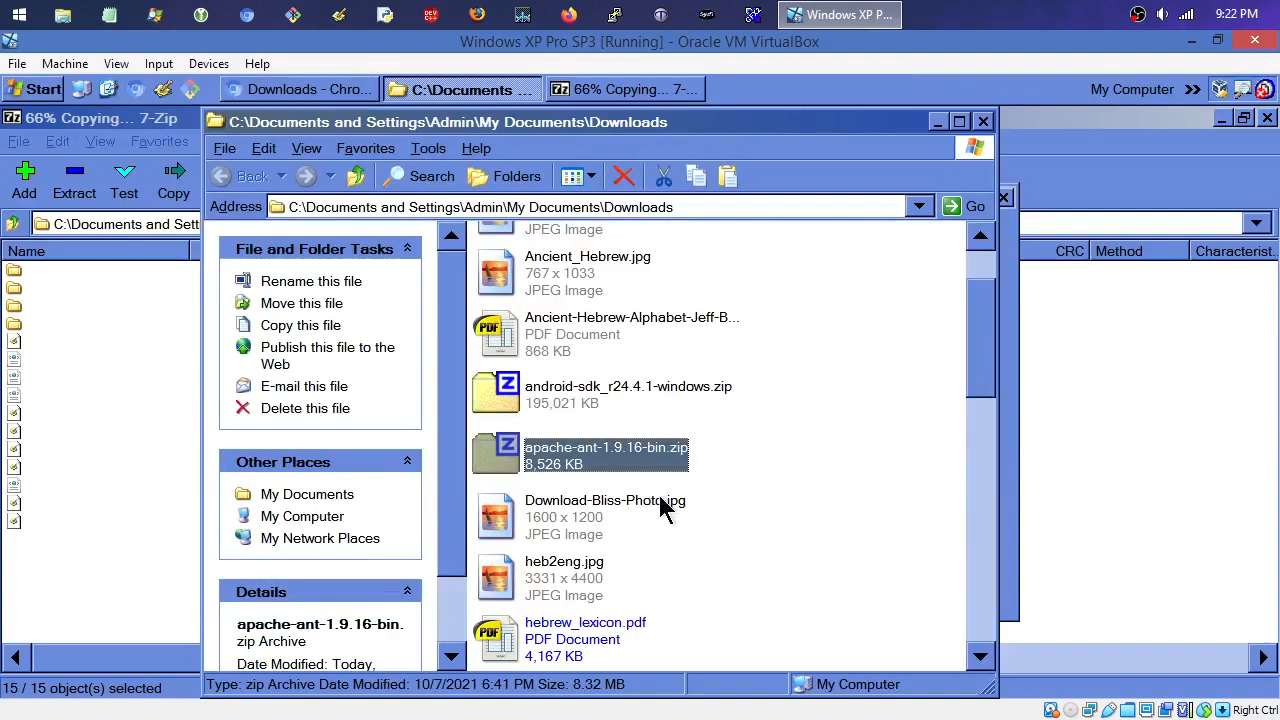 Windows XP P...
9:22 PM
Windows XP Pro SP3 [Running] - Oracle VM VirtualBox
File Machine View Input Devices Help
Start
Downloads - Chro...
C:\Documents ...
66% Copying... 7-...
My Computer
66% Copying... 7-Zip
File Edit View Favorites
Add Extract Test Copy
C:\Documents and Sett
Name
CRC Method Characterist..
15 / 15 object(s) selected
C:\Documents and Settings\Admin\My Documents\Downloads
File Edit View Favorites Tools Help
Back Search Folders
Address C:\Documents and Settings\Admin\My Documents\Downloads Go
File and Folder Tasks
Rename this file
Move this file
Copy this file
Publish this file to the
Web
E-mail this file
Delete this file
Other Places
My Documents
My Computer
My Network Places
Details
apache-ant-1.9.16-bin.
zip Archive
Date Modified: Today,
JPEG Image
Ancient_Hebrew.jpg
767 x 1033
JPEG Image
PDF
Ancient-Hebrew-Alphabet-Jeff-B...
PDF Document
868 KB
Z
android-sdk_r24.4.1-windows.zip
195,021 KB
Z
apache-ant-1.9.16-bin.zip
8,526 KB
Download-Bliss-Photo.jpg
1600 x 1200
JPEG Image
heb2eng.jpg
3331 x 4400
JPEG Image
PDF
hebrew_lexicon.pdf
PDF Document
4,167 KB
Type: zip Archive Date Modified: 10/7/2021 6:41 PM Size: 8.32 MB
My Computer
Right Ctrl